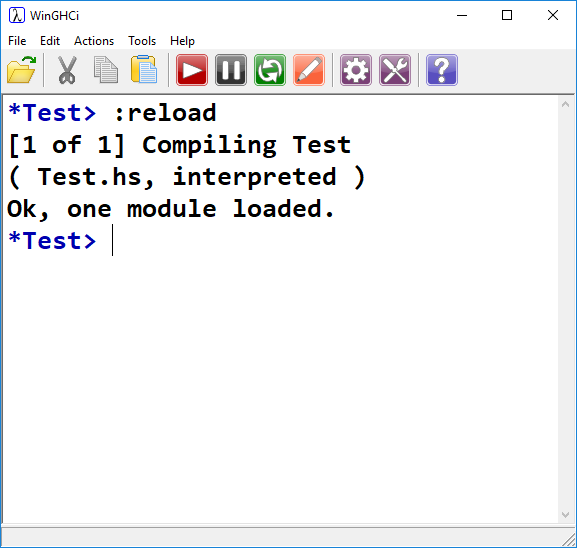 WinGHCi
File Edit Actions Tools Help
*Test> :reload
[1 of 1] Compiling Test
( Test.hs, interpreted )
Ok, one module loaded.
*Test>